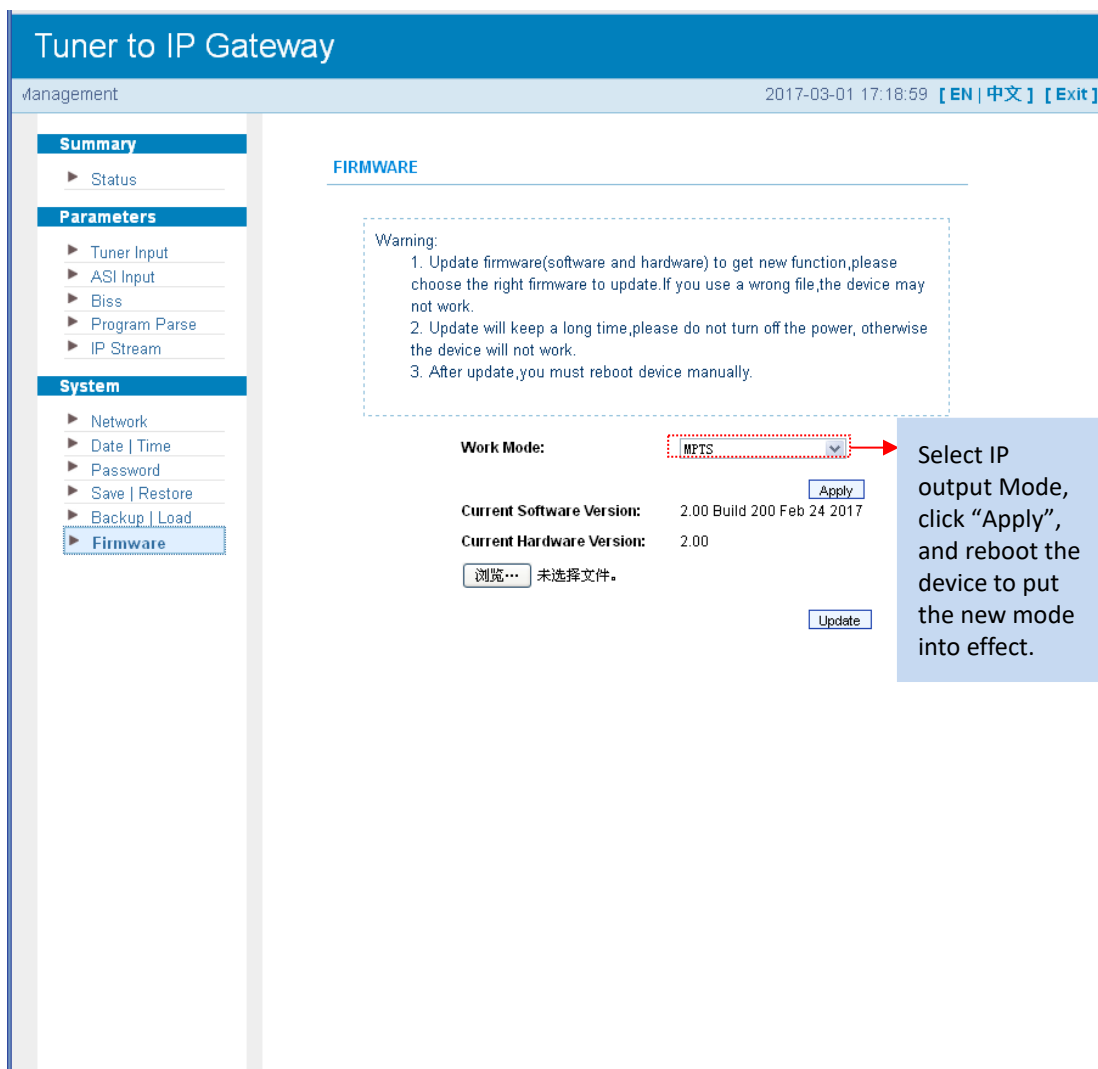 Tuner to IP Gateway
Management
2017-03-01 17:18:59 [ EN | 中文 ] [ Exit ]
Summary
Status
Parameters
Tuner Input
ASI Input
Biss
Program Parse
IP Stream
System
Network
Date | Time
Password
Save | Restore
Backup | Load
Firmware
FIRMWARE
Warning:
1. Update firmware(software and hardware) to get new function,please
choose the right firmware to update.If you use a wrong file,the device may
not work.
2. Update will keep a long time,please do not turn off the power, otherwise
the device will not work.
3. After update,you must reboot device manually.
Work Mode: MPTS
Apply
Current Software Version: 2.00 Build 200 Feb 24 2017
Current Hardware Version: 2.00
浏览… 未选择文件。
Update
Select IP
output Mode,
click “Apply”,
and reboot the
device to put
the new mode
into effect.